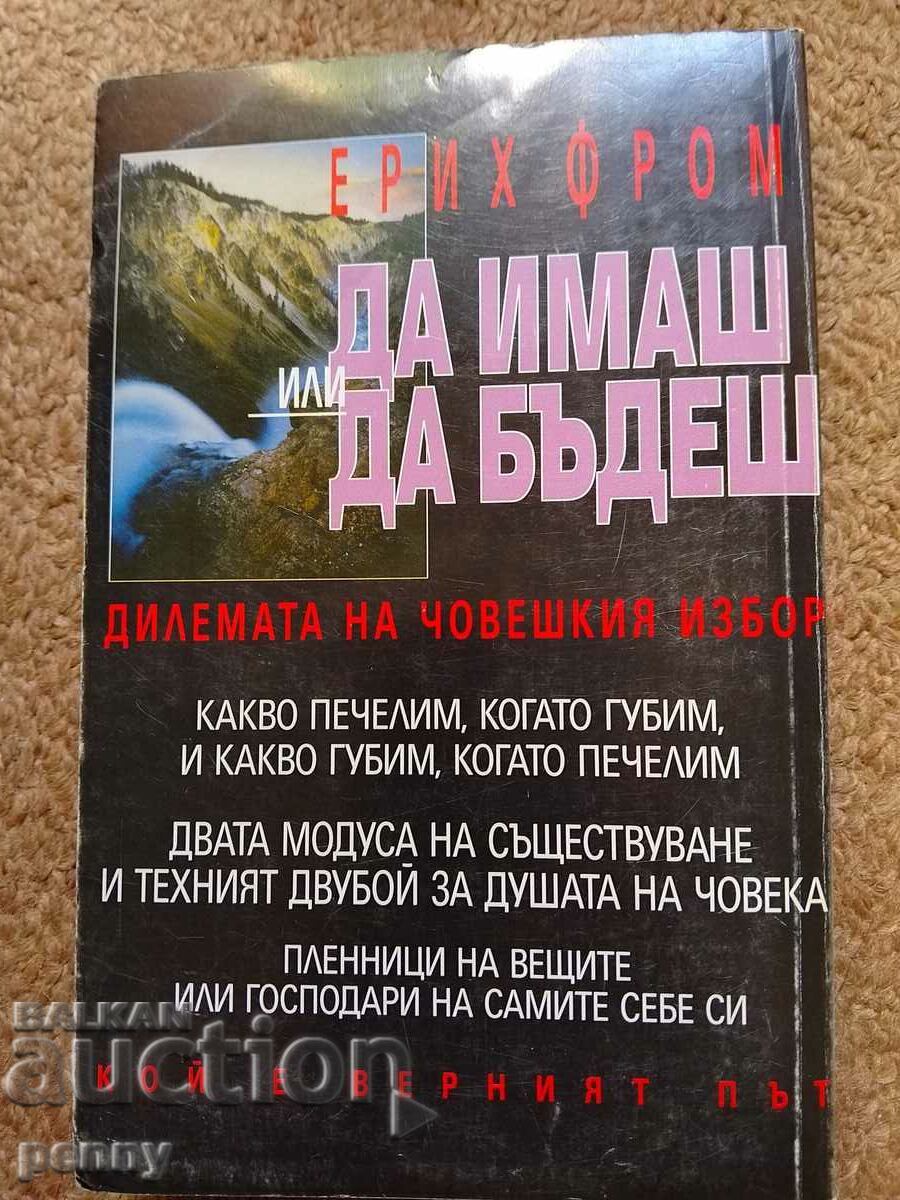 ЕРИХ ФРОМ
ДА ИМАШ
ИЛИ
ДА БЪДЕШ
ДИЛЕМАТА НА ЧОВЕШКИЯ ИЗБОР
КАКВО ПЕЧЕЛИМ, КОГАТО ГУБИМ,
И КАКВО ГУБИМ, КОГАТО ПЕЧЕЛИМ
ДВАТА МОДУСА НА СЪЩЕСТВУВАНЕ
И ТЕХНИЯТ ДВУБОЙ ЗА ДУШАТА НА ЧОВЕКА
ПЛЕННИЦИ НА ВЕЩИТЕ
ИЛИ ГОСПОДАРИ НА САМИТЕ СЕБЕ СИ
КОЙ Е ВЕРНИЯТ ПЪТ
BALKAN
auction
penny